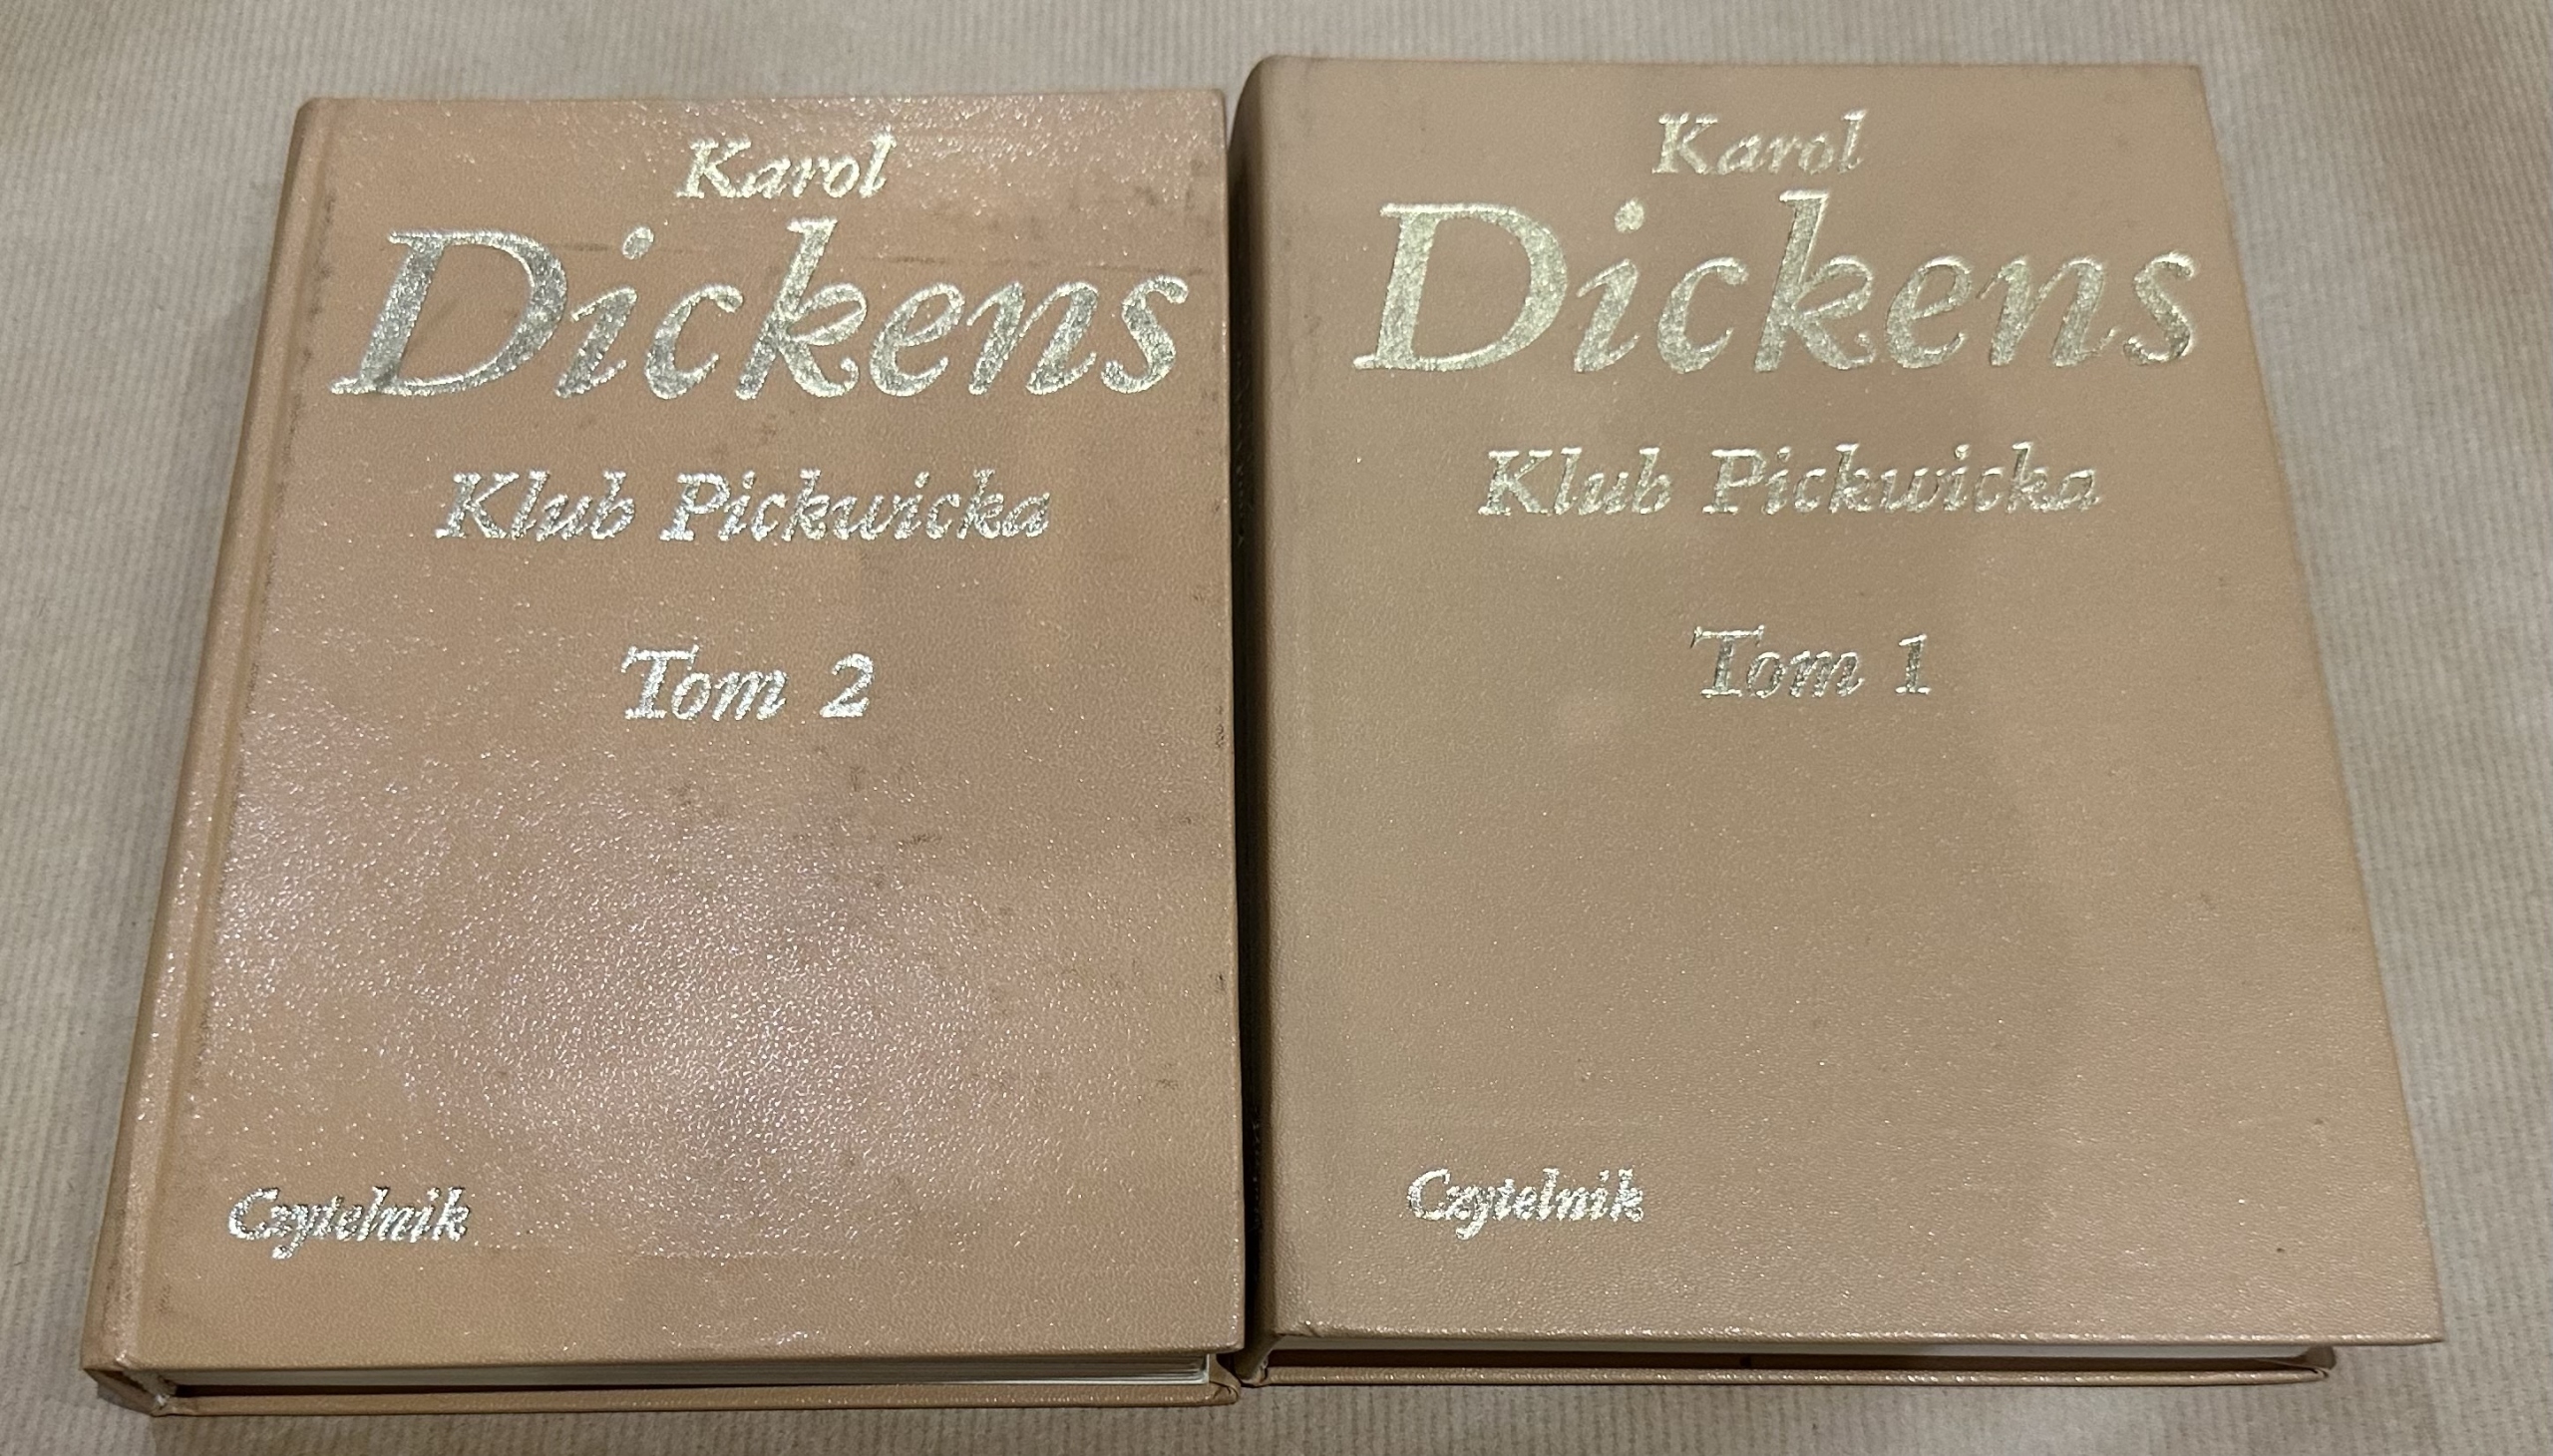 Karol
Dickens
Klub Pickwicka
Tom 2
Czytelnik
Karol
Dickens
Klub Pickwicka
Tom 1
Czytelnik